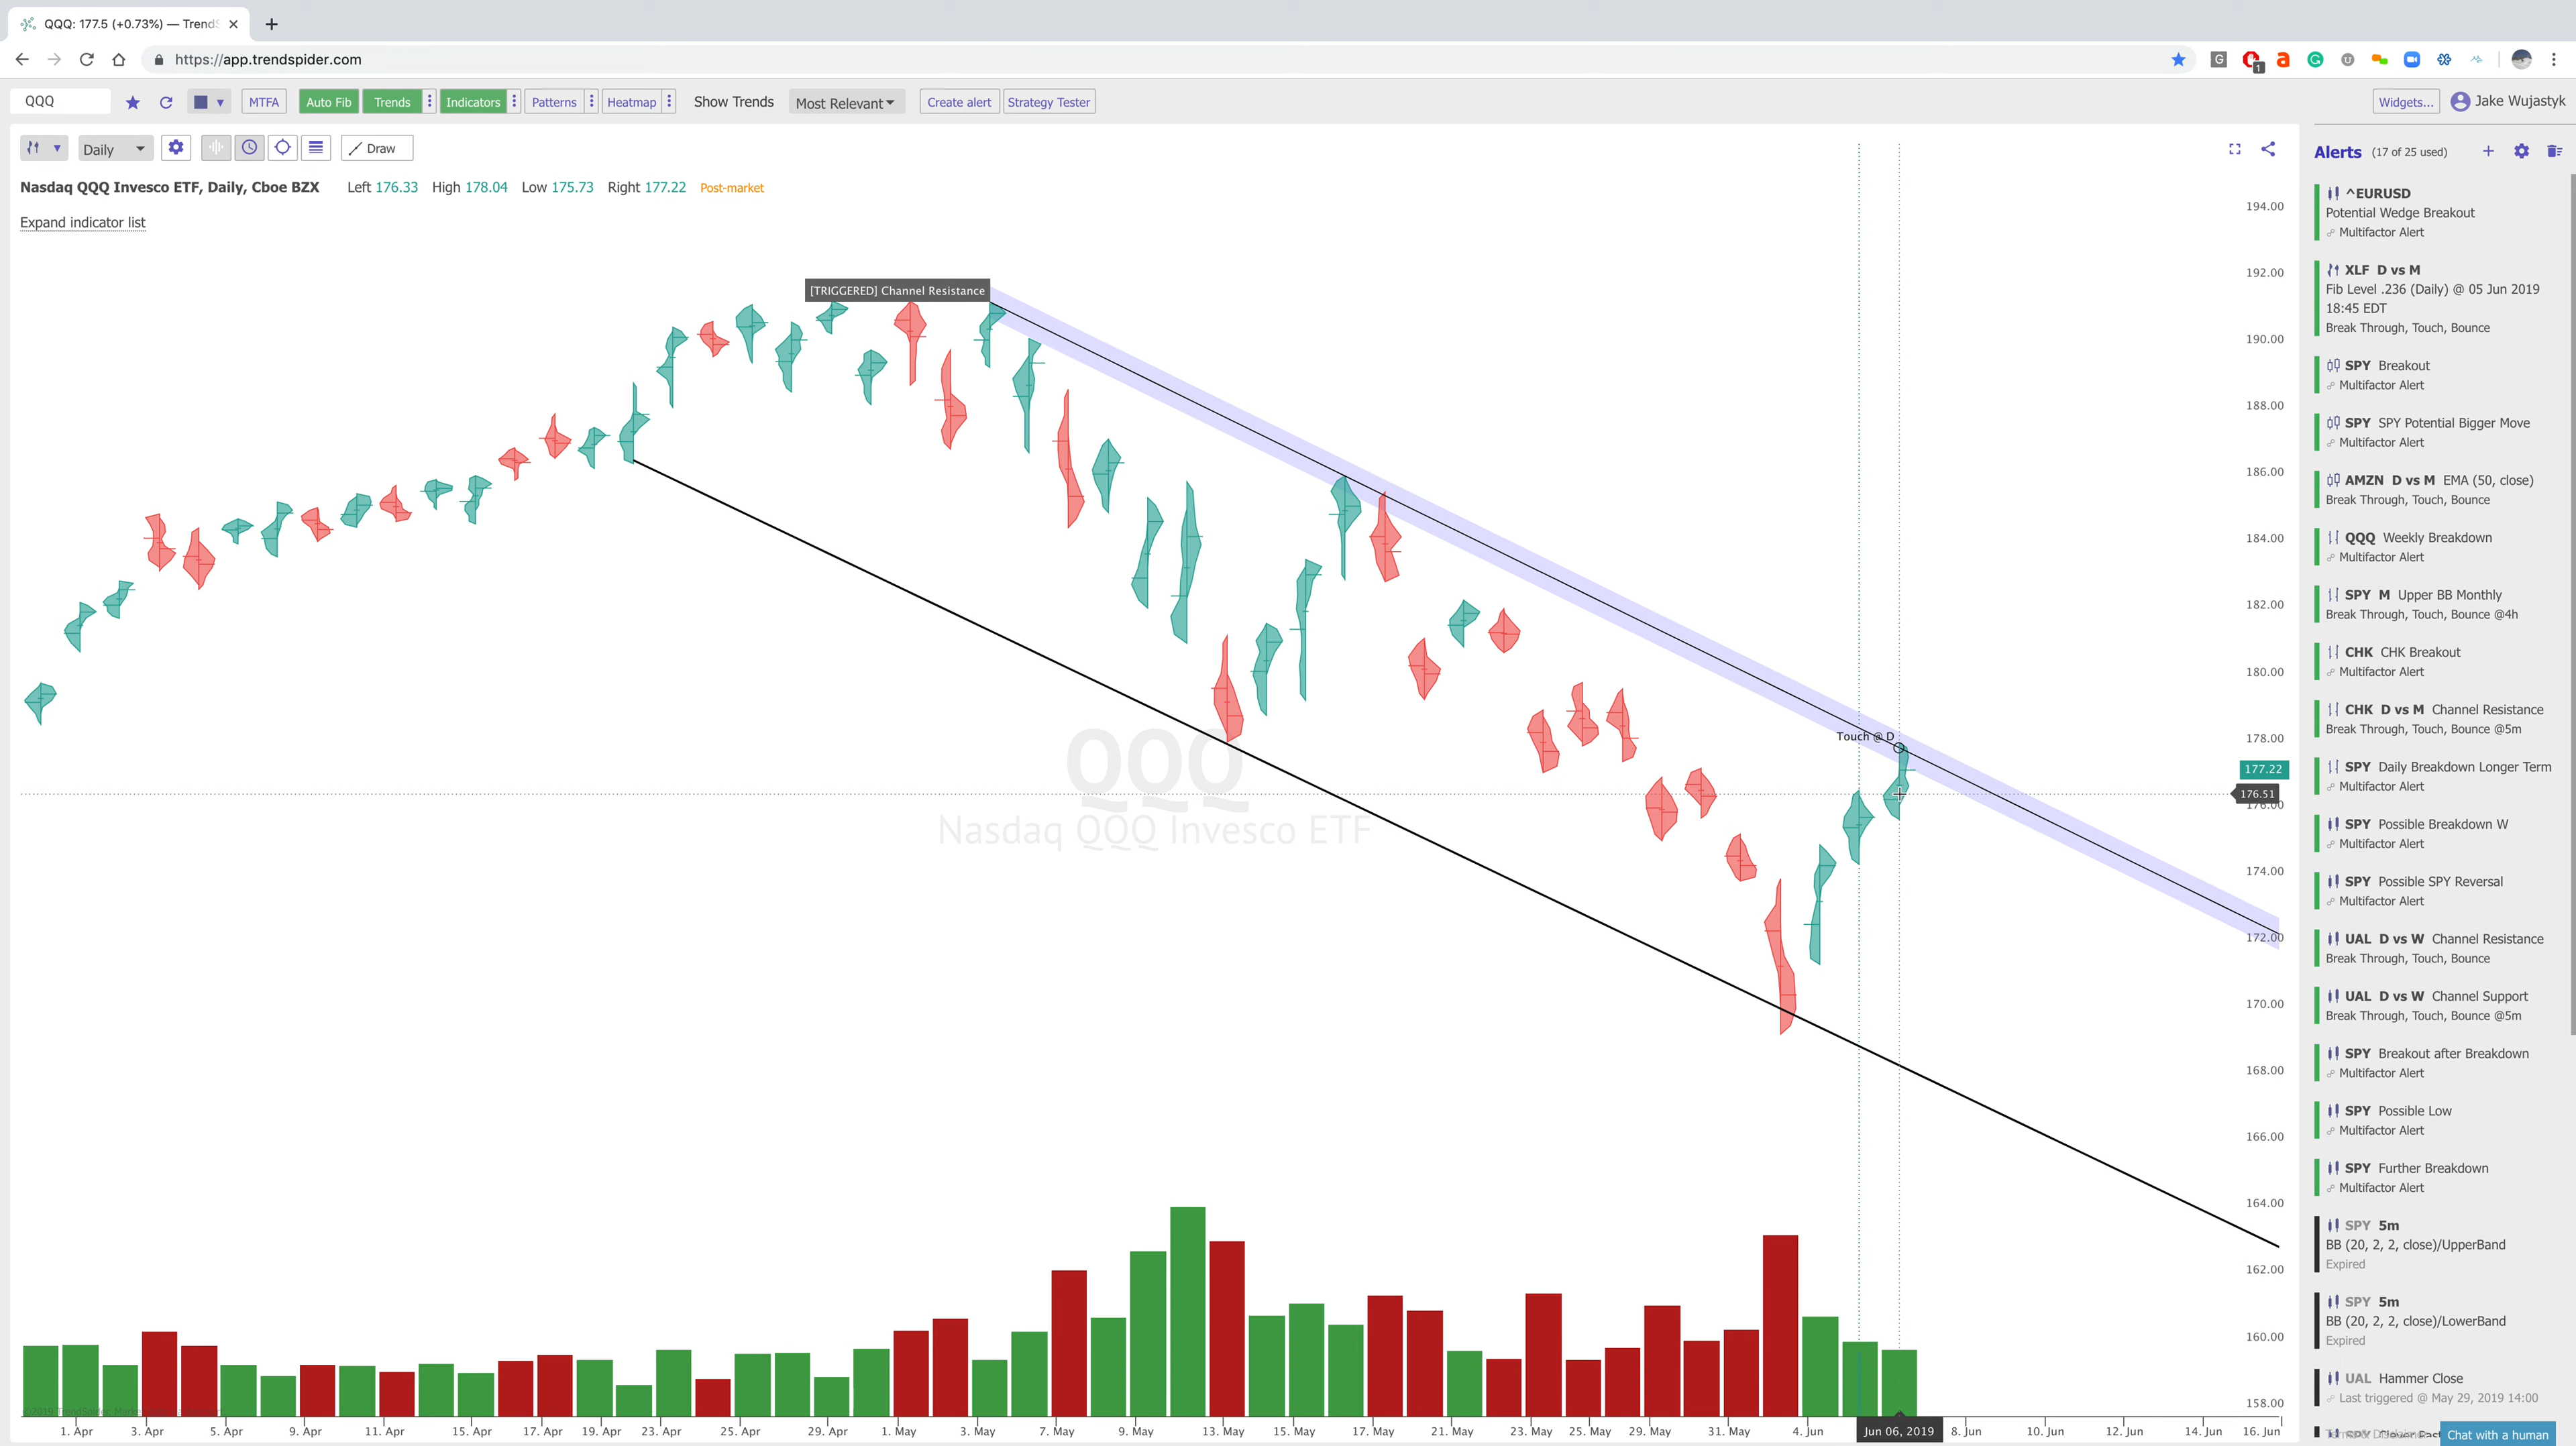 QQQ: 177.5 (+0.73%) — Trend
https://app.trendspider.com
QQQ MTFA Auto Fib Trends Indicators Patterns Heatmap Show Trends Most Relevant Create alert Strategy Tester Widgets... Jake Wujastyk
Daily Draw
Nasdaq QQQ Invesco ETF, Daily, Cboe BZX Left 176.33 High 178.04 Low 175.73 Right 177.22 Post-market
Expand indicator list
[TRIGGERED] Channel Resistance
Touch @ D
QQQ
Nasdaq QQQ Invesco ETF
194.00
192.00
190.00
188.00
186.00
184.00
182.00
180.00
178.00
177.22
176.51
176.00
174.00
172.00
170.00
168.00
166.00
164.00
162.00
160.00
158.00
1. Apr 3. Apr 5. Apr 9. Apr 11. Apr 15. Apr 17. Apr 19. Apr 23. Apr 25. Apr 29. Apr 1. May 3. May 7. May 9. May 13. May 15. May 17. May 21. May 23. May 25. May 29. May 31. May 4. Jun Jun 06, 2019 8. Jun 10. Jun 12. Jun 14. Jun 16. Jun
Alerts (17 of 25 used)
^EURUSD
Potential Wedge Breakout
Multifactor Alert
XLF D vs M
Fib Level .236 (Daily) @ 05 Jun 2019
18:45 EDT
Break Through, Touch, Bounce
SPY Breakout
Multifactor Alert
SPY SPY Potential Bigger Move
Multifactor Alert
AMZN D vs M EMA (50, close)
Break Through, Touch, Bounce
QQQ Weekly Breakdown
Multifactor Alert
SPY M Upper BB Monthly
Break Through, Touch, Bounce @4h
CHK CHK Breakout
Multifactor Alert
CHK D vs M Channel Resistance
Break Through, Touch, Bounce @5m
SPY Daily Breakdown Longer Term
Multifactor Alert
SPY Possible Breakdown W
Multifactor Alert
SPY Possible SPY Reversal
Multifactor Alert
UAL D vs W Channel Resistance
Break Through, Touch, Bounce
UAL D vs W Channel Support
Break Through, Touch, Bounce @5m
SPY Breakout after Breakdown
Multifactor Alert
SPY Possible Low
Multifactor Alert
SPY Further Breakdown
Multifactor Alert
SPY 5m
BB (20, 2, 2, close)/UpperBand
Expired
SPY 5m
BB (20, 2, 2, close)/LowerBand
Expired
UAL Hammer Close
Last triggered @ May 29, 2019 14:00
Chat with a human